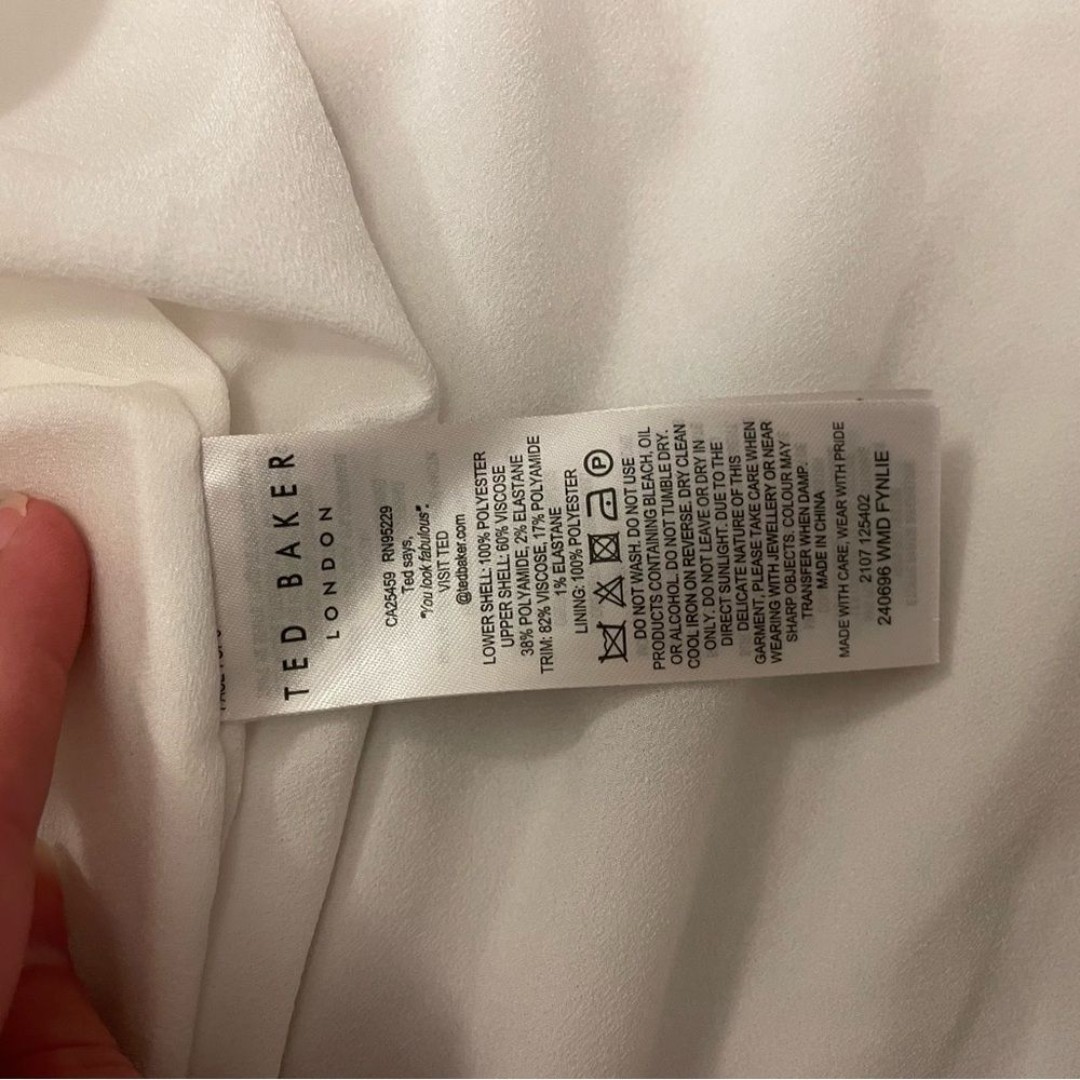 TED BAKER
LONDON
CA25459 RN95229
Ted says,
"You look fabulous".
VISIT TED
@tedbaker.com
LOWER SHELL: 100% POLYESTER
UPPER SHELL: 60% VISCOSE
38% POLYAMIDE, 2% ELASTANE
TRIM: 82% VISCOSE, 17% POLYAMIDE
1% ELASTANE
LINING: 100% POLYESTER
P
DO NOT WASH. DO NOT USE
PRODUCTS CONTAINING BLEACH, OIL
OR ALCOHOL. DO NOT TUMBLE DRY.
COOL IRON ON REVERSE. DRY CLEAN
ONLY. DO NOT LEAVE OR DRY IN
DIRECT SUNLIGHT. DUE TO THE
DELICATE NATURE OF THIS
GARMENT, PLEASE TAKE CARE WHEN
WEARING WITH JEWELLERY OR NEAR
SHARP OBJECTS. COLOUR MAY
TRANSFER WHEN DAMP.
MADE IN CHINA
MADE WITH CARE, WEAR WITH PRIDE
2107 125402
240696 WMD FYNLIE